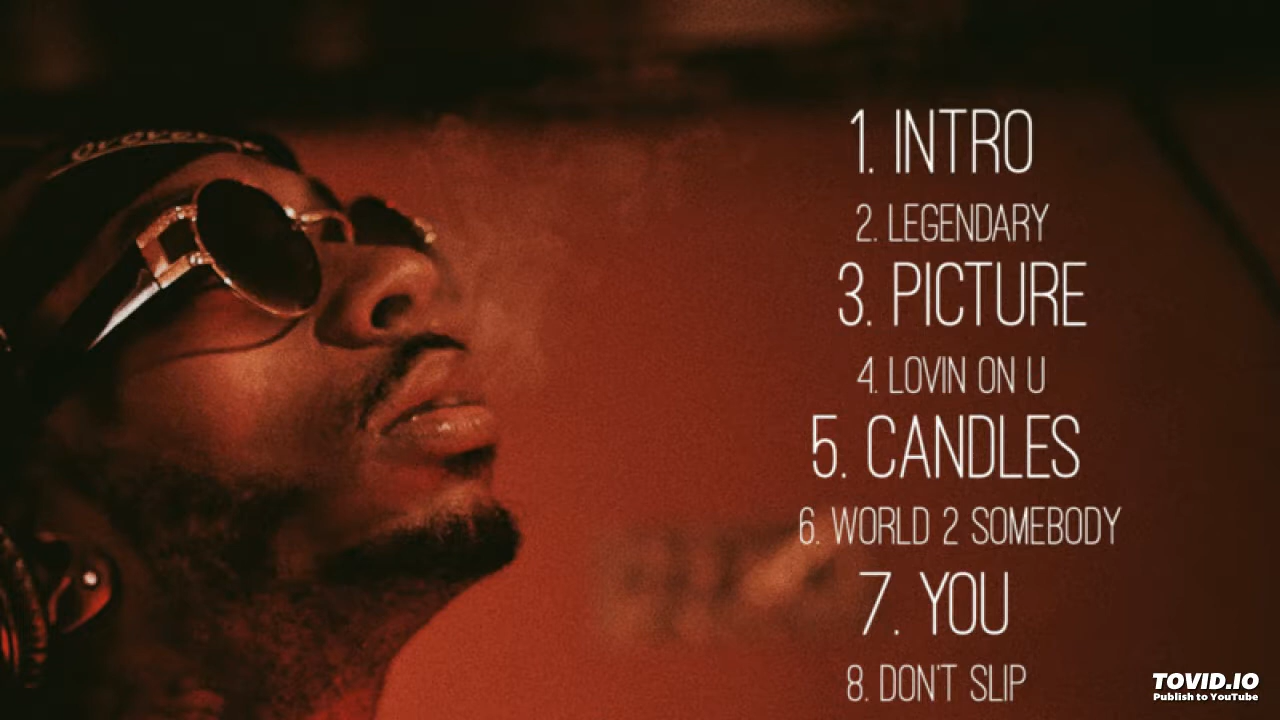 1. INTRO
2. LEGENDARY
3. PICTURE
4. LOVIN ON U
5. CANDLES
6. WORLD 2 SOMEBODY
7. YOU
8. DON'T SLIP
TOVID.IO
Publish to YouTube